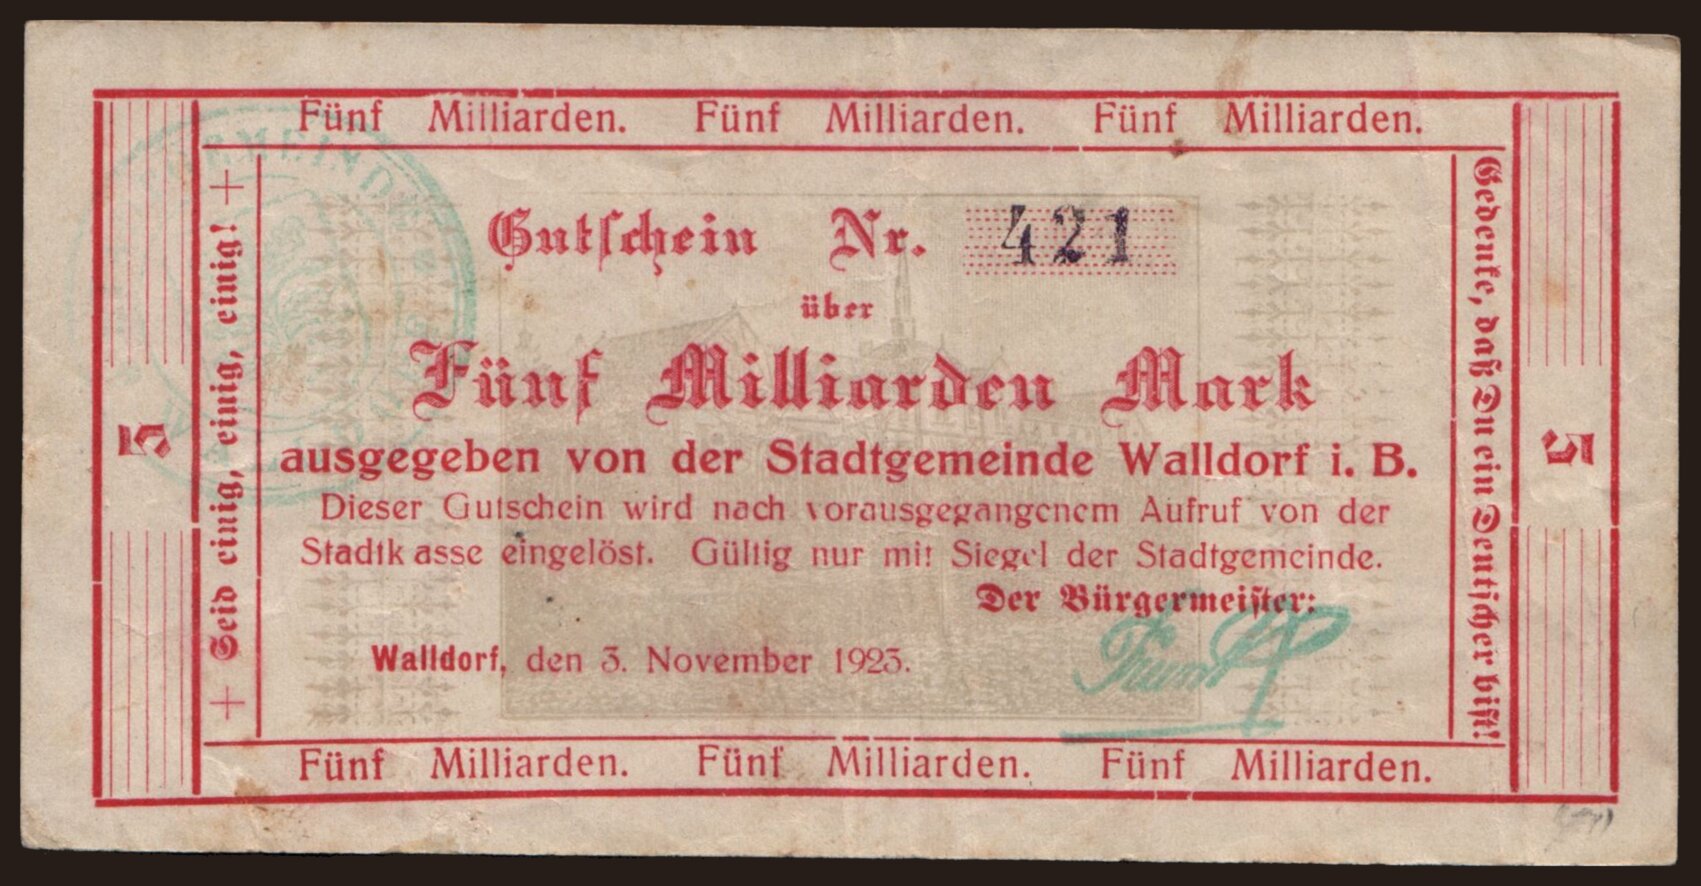 Fünf Milliarden. Fünf Milliarden. Fünf Milliarden.
Gutschein Nr. 421
über
Fünf Milliarden Mark
ausgegeben von der Stadtgemeinde Walldorf i. B.
Dieser Gutschein wird nach vorausgegangenem Aufruf von der
Stadtkasse eingelöst. Gültig nur mit Siegel der Stadtgemeinde.
Der Bürgermeister:
Walldorf, den 3. November 1923.
Fünf Milliarden. Fünf Milliarden. Fünf Milliarden.
+ Seid einig, einig, einig! +
Gedenke, daß Du ein Deutscher bist!
5
5